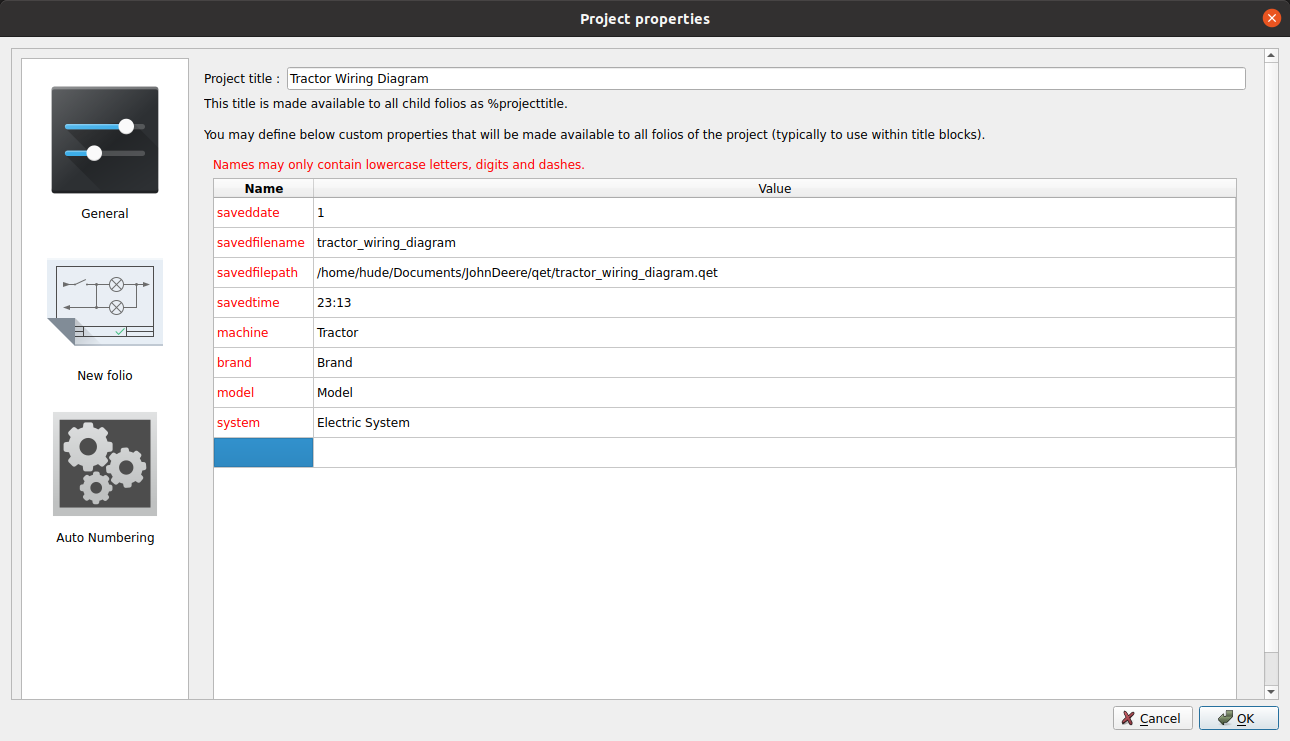 Project properties
General
New folio
Auto Numbering
Project title : Tractor Wiring Diagram
This title is made available to all child folios as %projecttitle.
You may define below custom properties that will be made available to all folios of the project (typically to use within title blocks).
Names may only contain lowercase letters, digits and dashes.
Name Value
saveddate 1
savedfilename tractor_wiring_diagram
savedfilepath /home/hude/Documents/JohnDeere/qet/tractor_wiring_diagram.qet
savedtime 23:13
machine Tractor
brand Brand
model Model
system Electric System
Cancel OK